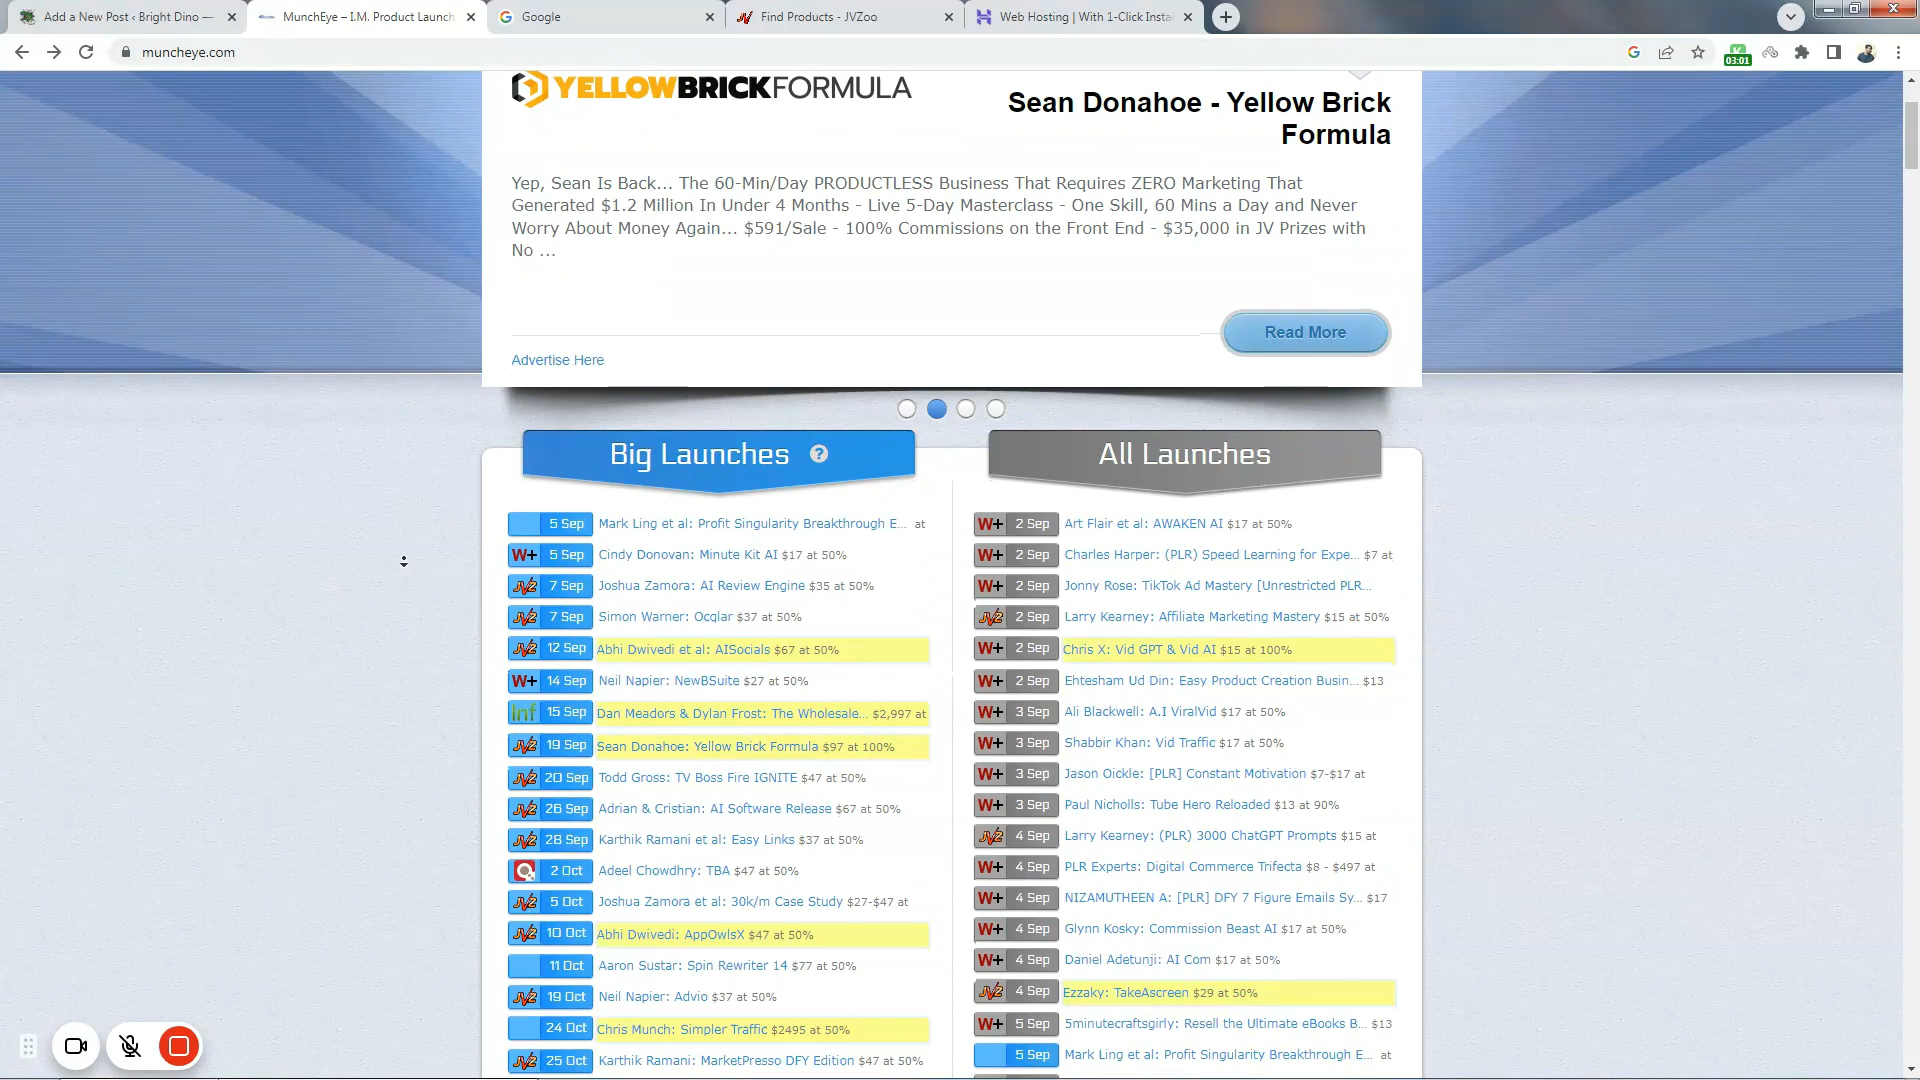 Add a New Post ‹ Bright Dino —
MunchEye – I.M. Product Launch
Google
Find Products - JVZoo
Web Hosting | With 1-Click Insta
muncheye.com
03:01
YELLOWBRICKFORMULA
Sean Donahoe - Yellow Brick
Formula
Yep, Sean Is Back... The 60-Min/Day PRODUCTLESS Business That Requires ZERO Marketing That
Generated $1.2 Million In Under 4 Months - Live 5-Day Masterclass - One Skill, 60 Mins a Day and Never
Worry About Money Again... $591/Sale - 100% Commissions on the Front End - $35,000 in JV Prizes with
No ...
Read More
Advertise Here
Big Launches ?
5 Sep Mark Ling et al: Profit Singularity Breakthrough E... at
W+ 5 Sep Cindy Donovan: Minute Kit AI $17 at 50%
JVZ 7 Sep Joshua Zamora: AI Review Engine $35 at 50%
JVZ 7 Sep Simon Warner: Ocqlar $37 at 50%
JVZ 12 Sep Abhi Dwivedi et al: AISocials $67 at 50%
W+ 14 Sep Neil Napier: NewBSuite $27 at 50%
Inf 15 Sep Dan Meadors & Dylan Frost: The Wholesale... $2,997 at
JVZ 19 Sep Sean Donahoe: Yellow Brick Formula $97 at 100%
JVZ 20 Sep Todd Gross: TV Boss Fire IGNITE $47 at 50%
JVZ 26 Sep Adrian & Cristian: AI Software Release $67 at 50%
JVZ 28 Sep Karthik Ramani et al: Easy Links $37 at 50%
2 Oct Adeel Chowdhry: TBA $47 at 50%
JVZ 5 Oct Joshua Zamora et al: 30k/m Case Study $27-$47 at
JVZ 10 Oct Abhi Dwivedi: AppOwlsX $47 at 50%
11 Oct Aaron Sustar: Spin Rewriter 14 $77 at 50%
JVZ 19 Oct Neil Napier: Advio $37 at 50%
24 Oct Chris Munch: Simpler Traffic $2495 at 50%
JVZ 25 Oct Karthik Ramani: MarketPresso DFY Edition $47 at 50%
All Launches
W+ 2 Sep Art Flair et al: AWAKEN AI $17 at 50%
W+ 2 Sep Charles Harper: (PLR) Speed Learning for Expe... $7 at
W+ 2 Sep Jonny Rose: TikTok Ad Mastery [Unrestricted PLR...
JVZ 2 Sep Larry Kearney: Affiliate Marketing Mastery $15 at 50%
W+ 2 Sep Chris X: Vid GPT & Vid AI $15 at 100%
W+ 2 Sep Ehtesham Ud Din: Easy Product Creation Busin... $13
W+ 3 Sep Ali Blackwell: A.I ViralVid $17 at 50%
W+ 3 Sep Shabbir Khan: Vid Traffic $17 at 50%
W+ 3 Sep Jason Oickle: [PLR] Constant Motivation $7-$17 at
W+ 3 Sep Paul Nicholls: Tube Hero Reloaded $13 at 90%
JVZ 4 Sep Larry Kearney: (PLR) 3000 ChatGPT Prompts $15 at
W+ 4 Sep PLR Experts: Digital Commerce Trifecta $8 - $497 at
W+ 4 Sep NIZAMUTHEEN A: [PLR] DFY 7 Figure Emails Sy... $17
W+ 4 Sep Glynn Kosky: Commission Beast AI $17 at 50%
W+ 4 Sep Daniel Adetunji: AI Com $17 at 50%
JVZ 4 Sep Ezzaky: TakeAscreen $29 at 50%
W+ 5 Sep 5minutecraftsgirly: Resell the Ultimate eBooks B... $13
5 Sep Mark Ling et al: Profit Singularity Breakthrough E... at